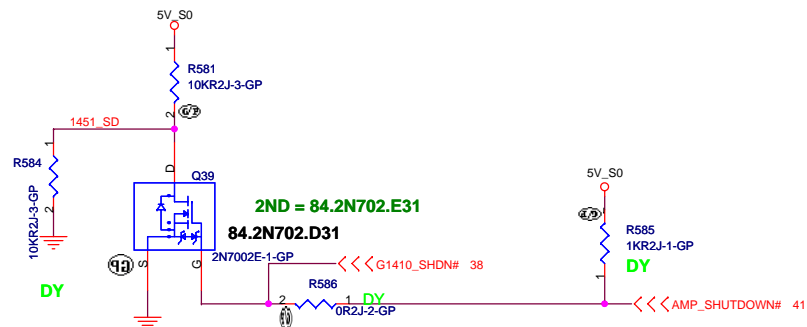 5V_S0
1
R581
10KR2J-3-GP
2
G/P
1451_SD
1
R584
2
10KR2J-3-GP
DY
D
Q39
2ND = 84.2N702.E31
84.2N702.D31
GP
S
G
2N7002E-1-GP
G1410_SHDN# 38
R586
2
1
DY
0R2J-2-GP
5V_S0
G/P
R585
1KR2J-1-GP
DY
1
AMP_SHUTDOWN# 41